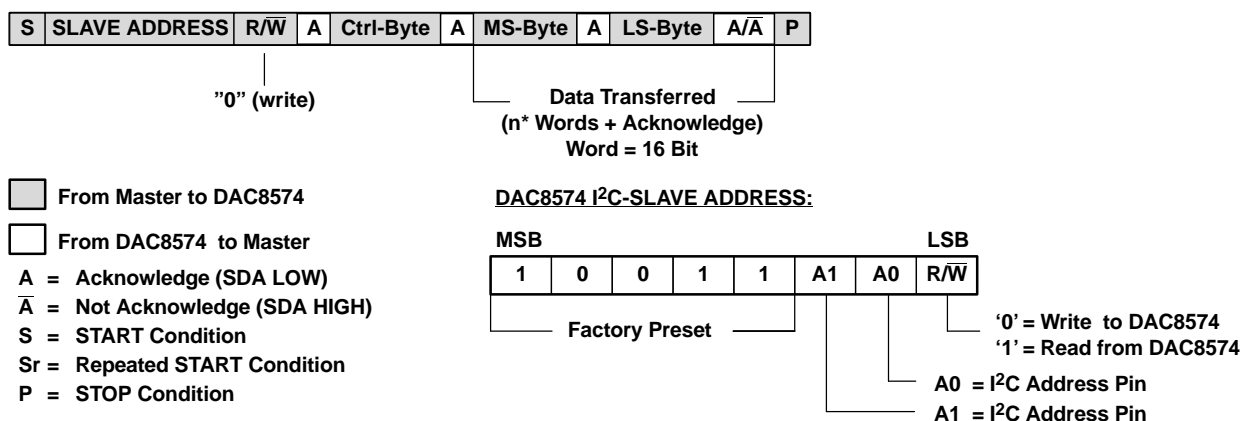 S SLAVE ADDRESS R/W̅ A Ctrl-Byte A MS-Byte A LS-Byte A/A̅ P
”0” (write)
Data Transferred
(n* Words + Acknowledge)
Word = 16 Bit
From Master to DAC8574
From DAC8574 to Master
A = Acknowledge (SDA LOW)
A̅ = Not Acknowledge (SDA HIGH)
S = START Condition
Sr = Repeated START Condition
P = STOP Condition
DAC8574 I²C-SLAVE ADDRESS:
MSB LSB
1 0 0 1 1 A1 A0 R/W̅
Factory Preset
‘0’ = Write to DAC8574
‘1’ = Read from DAC8574
A0 = I²C Address Pin
A1 = I²C Address Pin